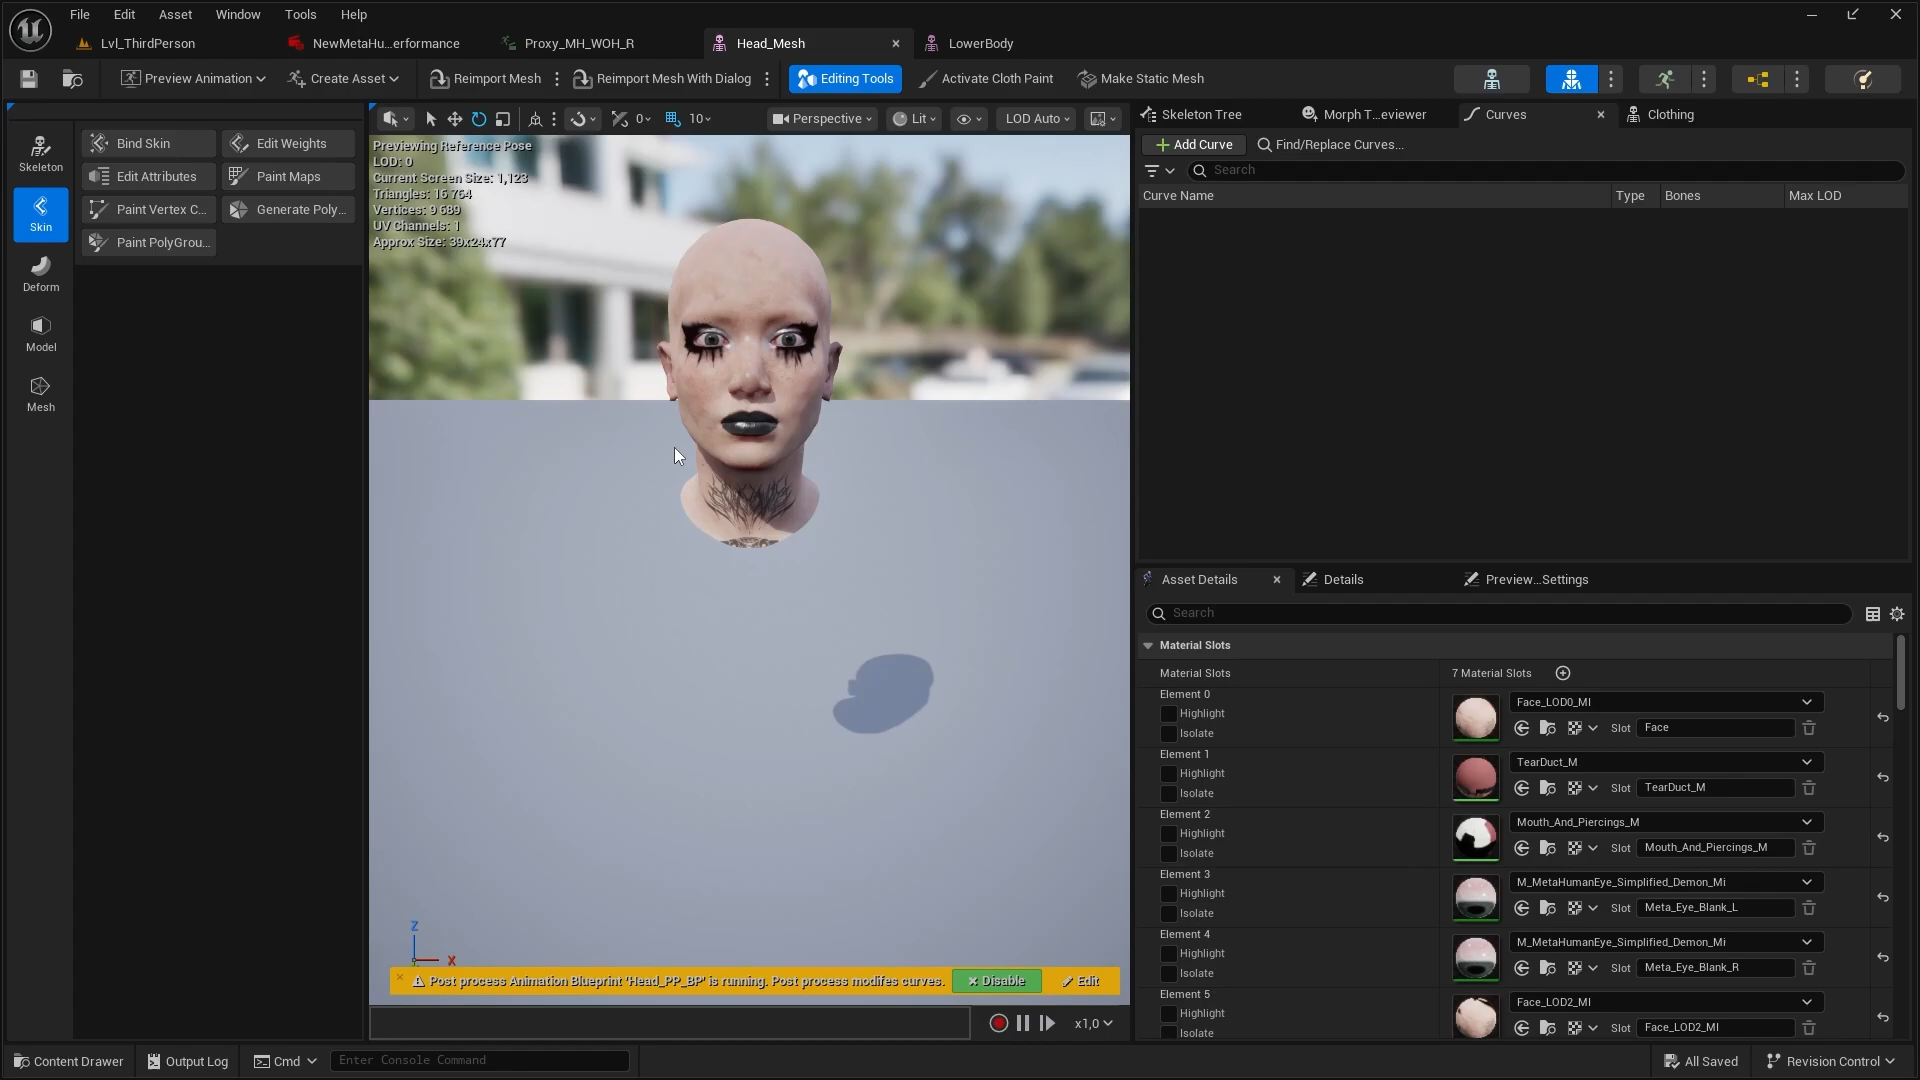 File Edit Asset Window Tools Help
Lvl_ThirdPerson NewMetaHu...erformance Proxy_MH_WOH_R Head_Mesh LowerBody
Preview Animation Create Asset Reimport Mesh Reimport Mesh With Dialog Editing Tools Activate Cloth Paint Make Static Mesh
Skeleton
Skin
Deform
Model
Mesh
Bind Skin Edit Weights
Edit Attributes Paint Maps
Paint Vertex C... Generate Poly...
Paint PolyGrou...
0 10 Perspective Lit LOD Auto
Previewing Reference Pose
LOD: 0
Current Screen Size: 1,123
Triangles: 16 764
Vertices: 9 689
UV Channels: 1
Approx Size: 39x24x77
Z
X
Post process Animation Blueprint 'Head_PP_BP' is running. Post process modifes curves. Disable Edit
x1,0
Skeleton Tree Morph T...eviewer Curves Clothing
Add Curve Find/Replace Curves...
Search
Curve Name Type Bones Max LOD
Asset Details Details Preview...Settings
Search
Material Slots
Material Slots 7 Material Slots
Element 0
Highlight
Isolate
Face_LOD0_MI
Slot Face
Element 1
Highlight
Isolate
TearDuct_M
Slot TearDuct_M
Element 2
Highlight
Isolate
Mouth_And_Piercings_M
Slot Mouth_And_Piercings_M
Element 3
Highlight
Isolate
M_MetaHumanEye_Simplified_Demon_Mi
Slot Meta_Eye_Blank_L
Element 4
Highlight
Isolate
M_MetaHumanEye_Simplified_Demon_Mi
Slot Meta_Eye_Blank_R
Element 5
Highlight
Isolate
Face_LOD2_MI
Slot Face_LOD2_MI
Content Drawer Output Log Cmd Enter Console Command All Saved Revision Control